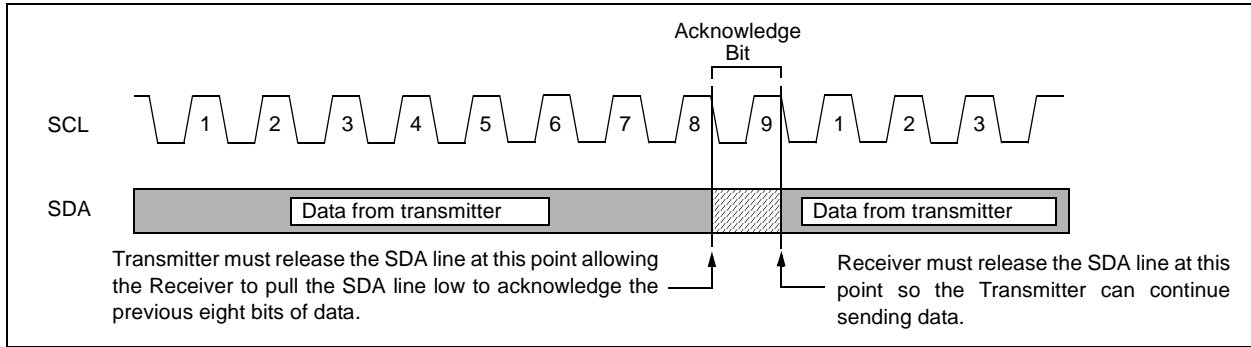 Acknowledge
Bit
SCL
1 2 3 4 5 6 7 8 9 1 2 3
SDA
Data from transmitter
Data from transmitter
Transmitter must release the SDA line at this point allowing
the Receiver to pull the SDA line low to acknowledge the
previous eight bits of data.
Receiver must release the SDA line at this
point so the Transmitter can continue
sending data.